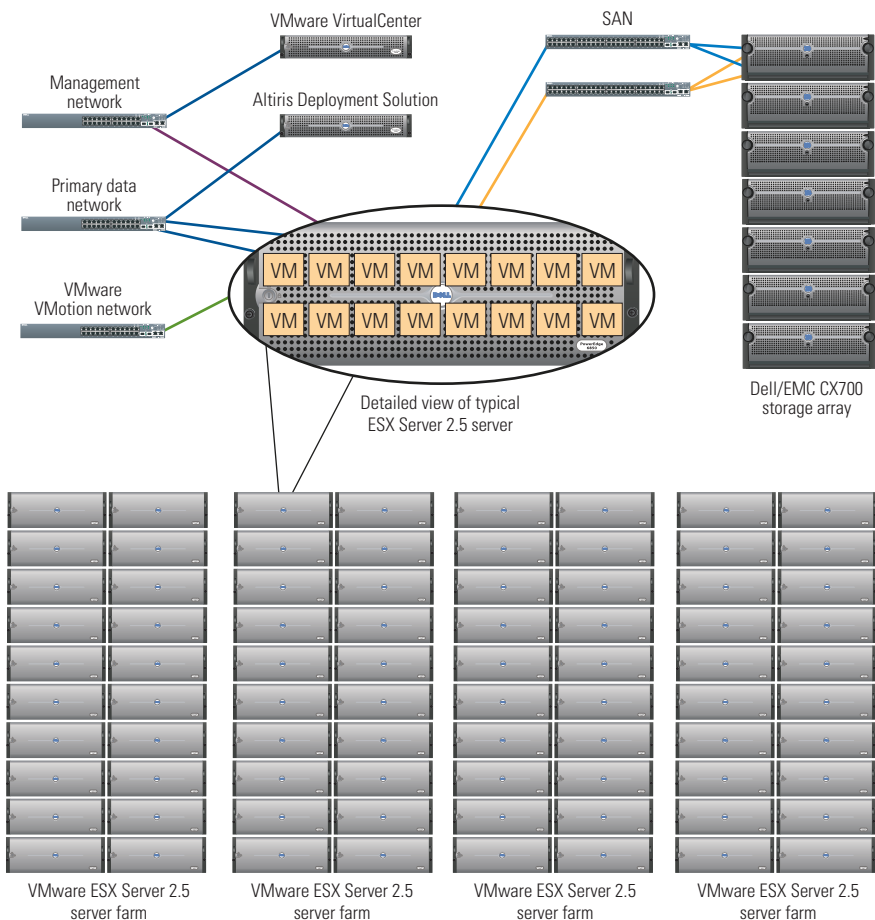 VMware VirtualCenter
SAN
Management
network
Altiris Deployment Solution
Primary data
network
VMware
VMotion network
VM VM VM VM VM VM VM VM
DELL
VM VM VM VM VM VM VM VM
PowerEdge
6850
Detailed view of typical
ESX Server 2.5 server
Dell/EMC CX700
storage array
VMware ESX Server 2.5
server farm
VMware ESX Server 2.5
server farm
VMware ESX Server 2.5
server farm
VMware ESX Server 2.5
server farm